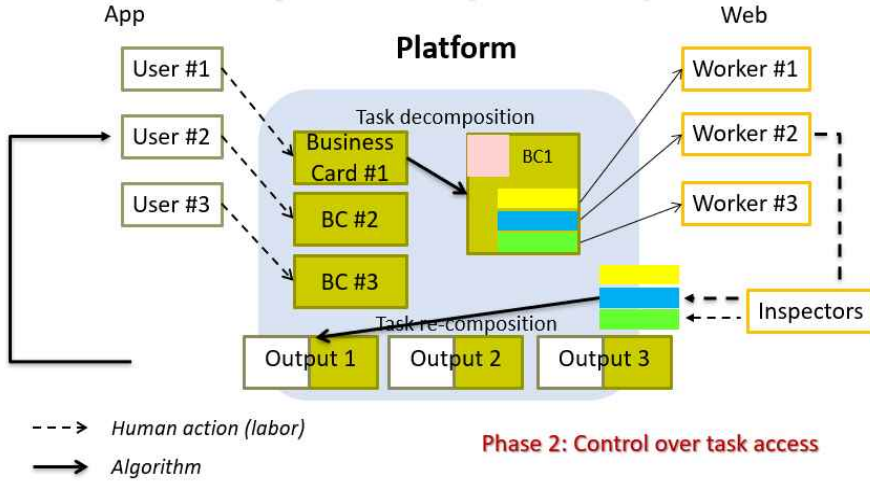 App
Web
Platform
User #1
Worker #1
Task decomposition
User #2
Business
Card #1
BC1
Worker #2
User #3
BC #2
Worker #3
BC #3
Inspectors
Task re-composition
Output 1
Output 2
Output 3
Human action (labor)
Phase 2: Control over task access
Algorithm